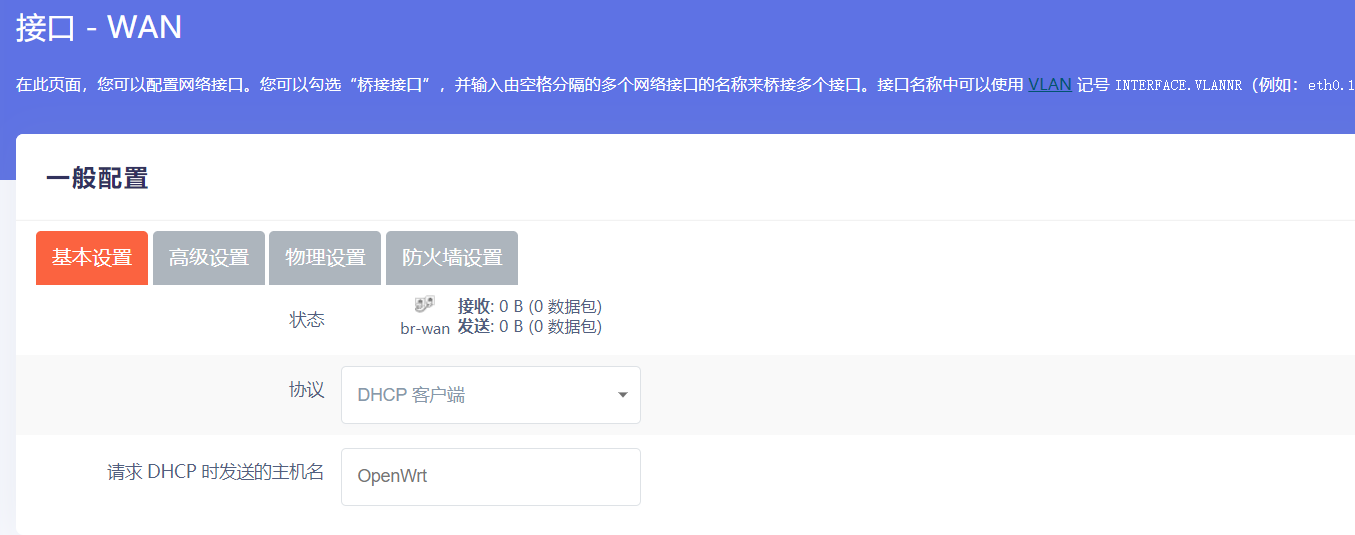 接口 - WAN
在此页面，您可以配置网络接口。您可以勾选“桥接接口”，并输入由空格分隔的多个网络接口的名称来桥接多个接口。接口名称中可以使用 VLAN 记号 INTERFACE.VLANNR（例如：eth0.1
一般配置
基本设置 高级设置 物理设置 防火墙设置
状态
br-wan
接收: 0 B (0 数据包)
发送: 0 B (0 数据包)
协议 DHCP 客户端
请求 DHCP 时发送的主机名 OpenWrt